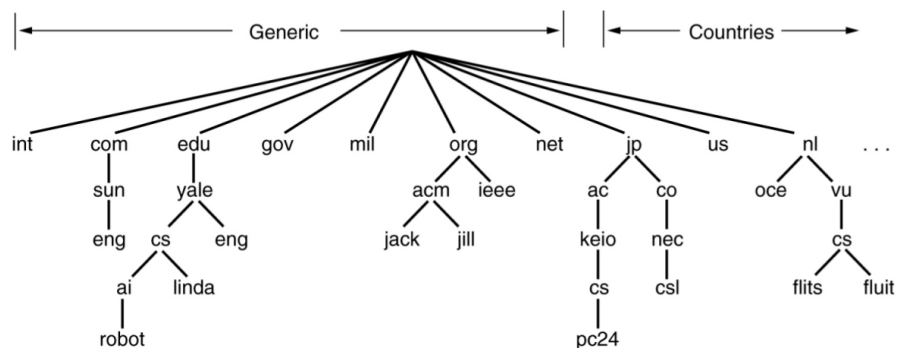 Generic Countries
int com edu gov mil org net jp us nl . . .
sun yale acm ieee ac co oce vu
eng cs eng jack jill keio nec cs
ai linda cs csl flits fluit
robot pc24